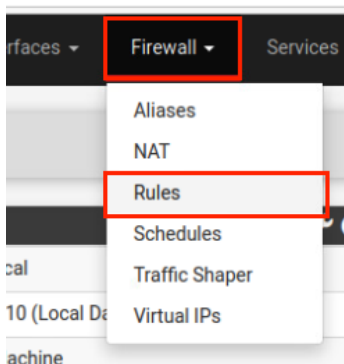 rfaces Firewall Services
Aliases
NAT
Rules
Schedules
cal
Traffic Shaper
10 (Local Da
Virtual IPs
achine